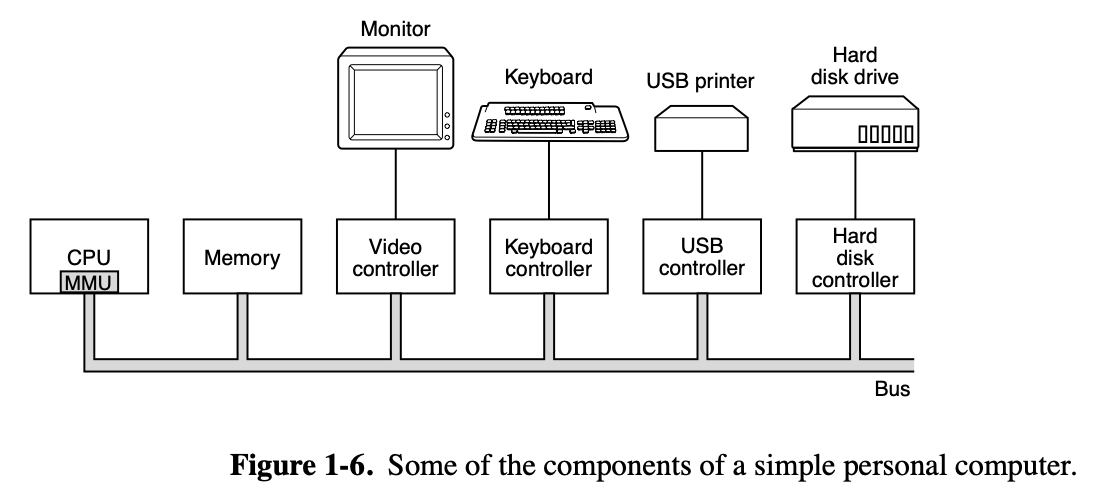 Monitor
Keyboard
USB printer
Hard
disk drive
CPU
MMU
Memory
Video
controller
Keyboard
controller
USB
controller
Hard
disk
controller
Bus
Figure 1-6. Some of the components of a simple personal computer.